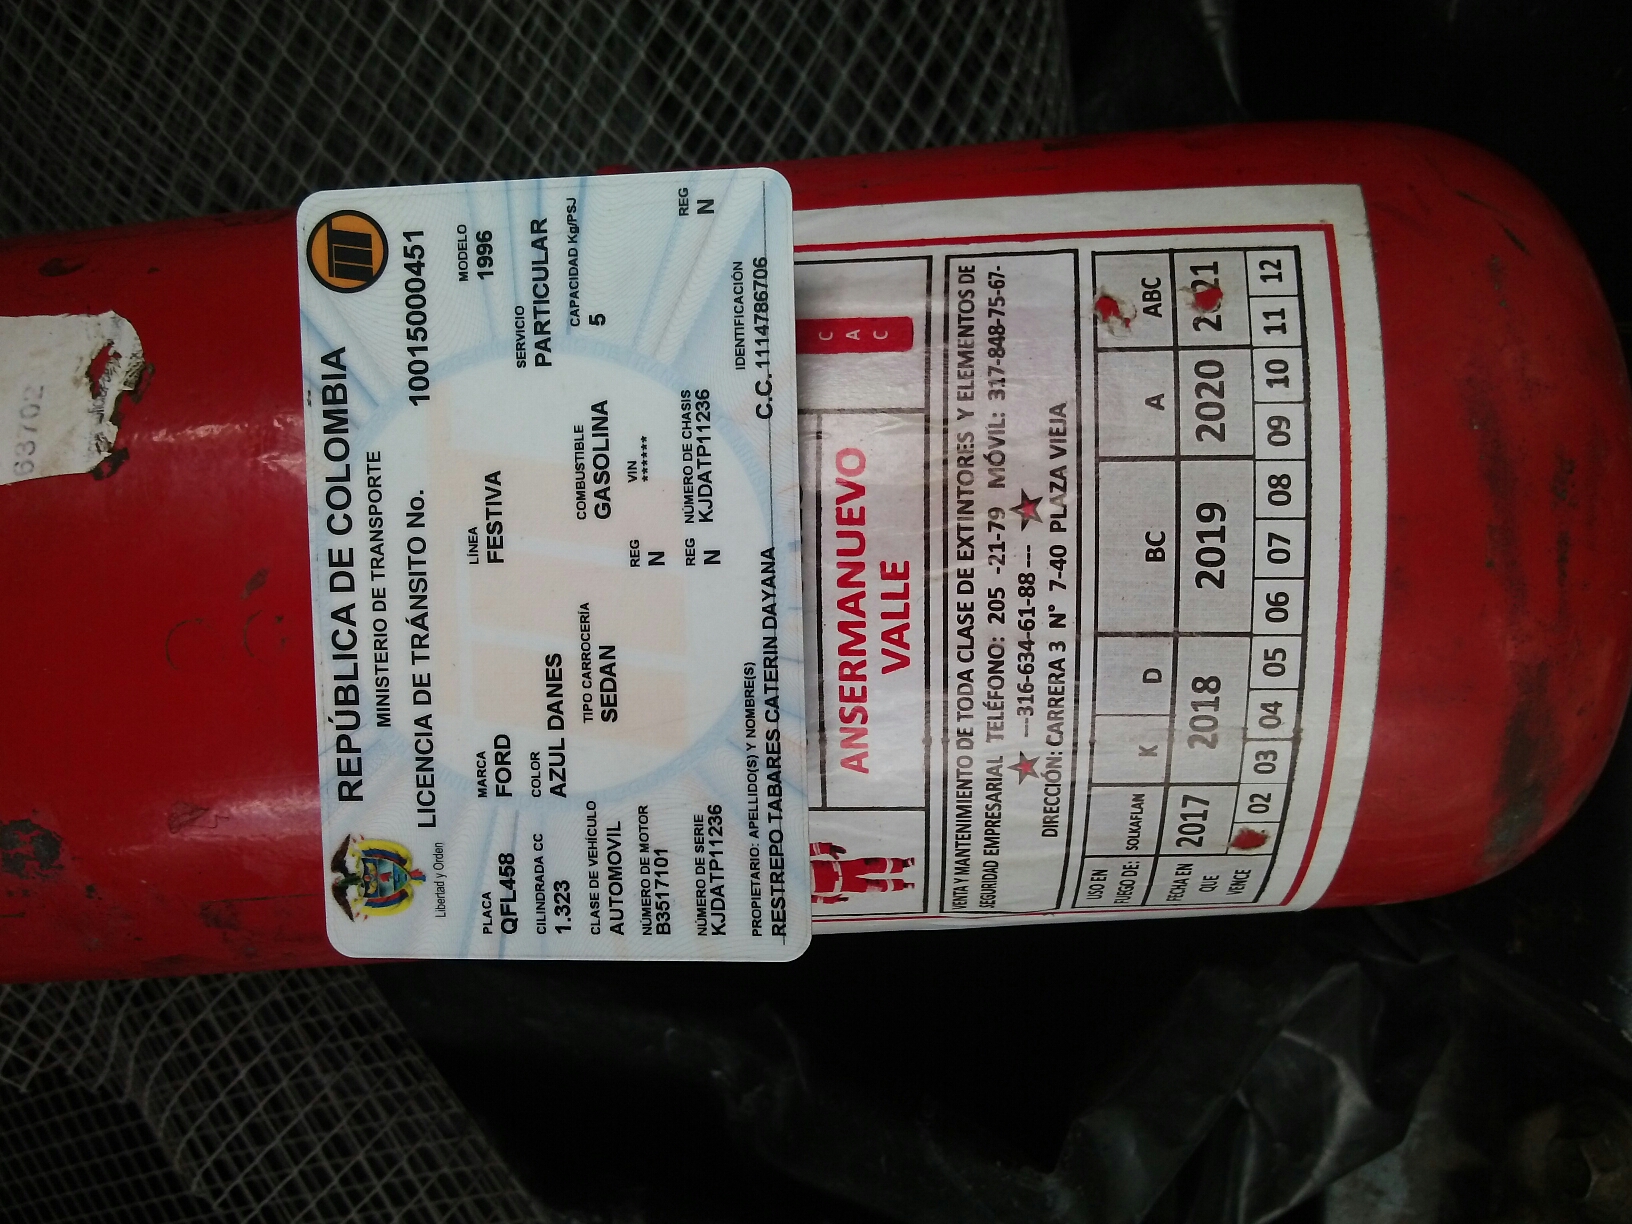 63702
REPÚBLICA DE COLOMBIA
MINISTERIO DE TRANSPORTE
Libertad y Orden
LICENCIA DE TRÁNSITO No. 10015000451
PLACA MARCA LÍNEA MODELO
QFL458 FORD FESTIVA 1996
CILINDRADA CC COLOR SERVICIO
1.323 AZUL DANES PARTICULAR
CLASE DE VEHÍCULO TIPO CARROCERÍA COMBUSTIBLE CAPACIDAD Kg/PSJ
AUTOMOVIL SEDAN GASOLINA 5
NÚMERO DE MOTOR REG VIN
B3517101 N ******
NÚMERO DE SERIE REG NÚMERO DE CHASIS REG
KJDATP11236 N KJDATP11236 N
PROPIETARIO: APELLIDO(S) Y NOMBRE(S) IDENTIFICACIÓN
RESTREPO TABARES CATERIN DAYANA C.C. 1114786706
C A C
ANSERMANUEVO
VALLE
VENTA Y MANTENIMIENTO DE TODA CLASE DE EXTINTORES Y ELEMENTOS DE
SEGURIDAD EMPRESARIAL TELÉFONO: 205 -21-79 MÓVIL: 317-848-75-67-
---316-634-61-88 ---
DIRECCIÓN: CARRERA 3 N° 7-40 PLAZA VIEJA
USO EN
FUEGO DE: SOLKAFLAN K D BC A ABC
FECHA EN
QUE
VENCE
2017 2018 2019 2020 2021
02 03 04 05 06 07 08 09 10 11 12